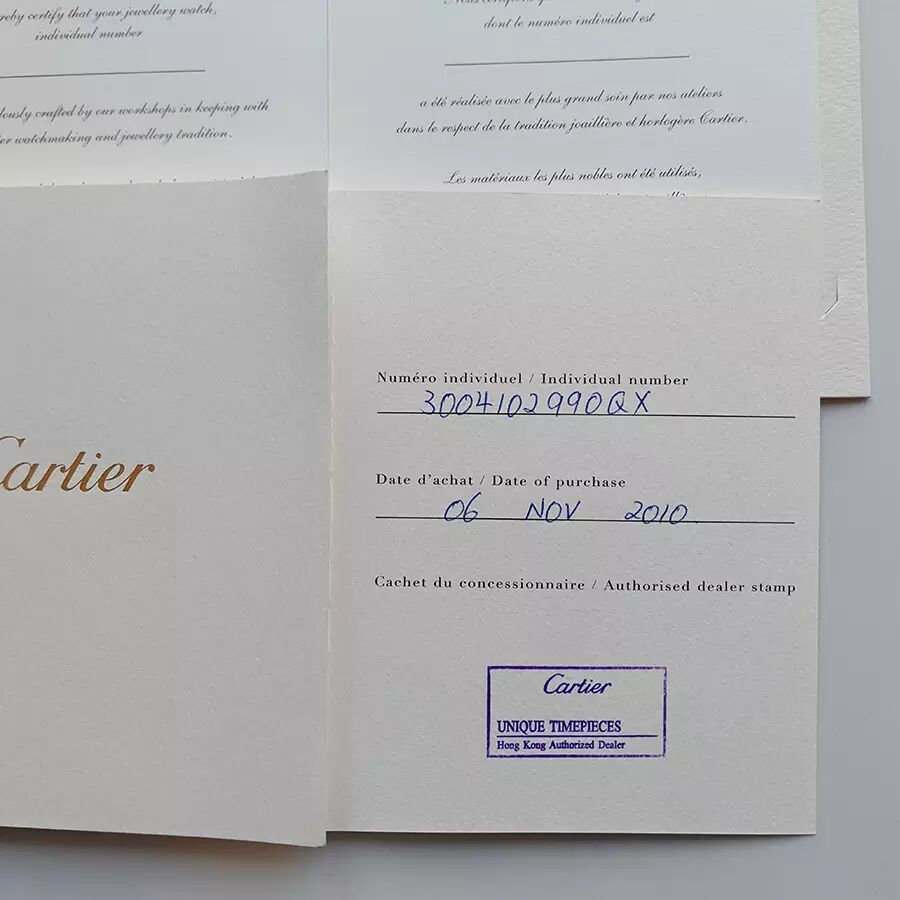 hereby certify that your jewellery watch,
individual number
crafted by our workshops in keeping with
watchmaking and jewellery tradition.
dont le numéro individuel est
a été réalisée avec le plus grand soin par nos ateliers
dans le respect de la tradition joaillière et horlogère Cartier.
Les matériaux les plus nobles ont été utilisés,
Cartier
Numéro individuel / Individual number
3004102990QX
Date d'achat / Date of purchase
06 NOV 2010
Cachet du concessionnaire / Authorised dealer stamp
Cartier
UNIQUE TIMEPIECES
Hong Kong Authorized Dealer